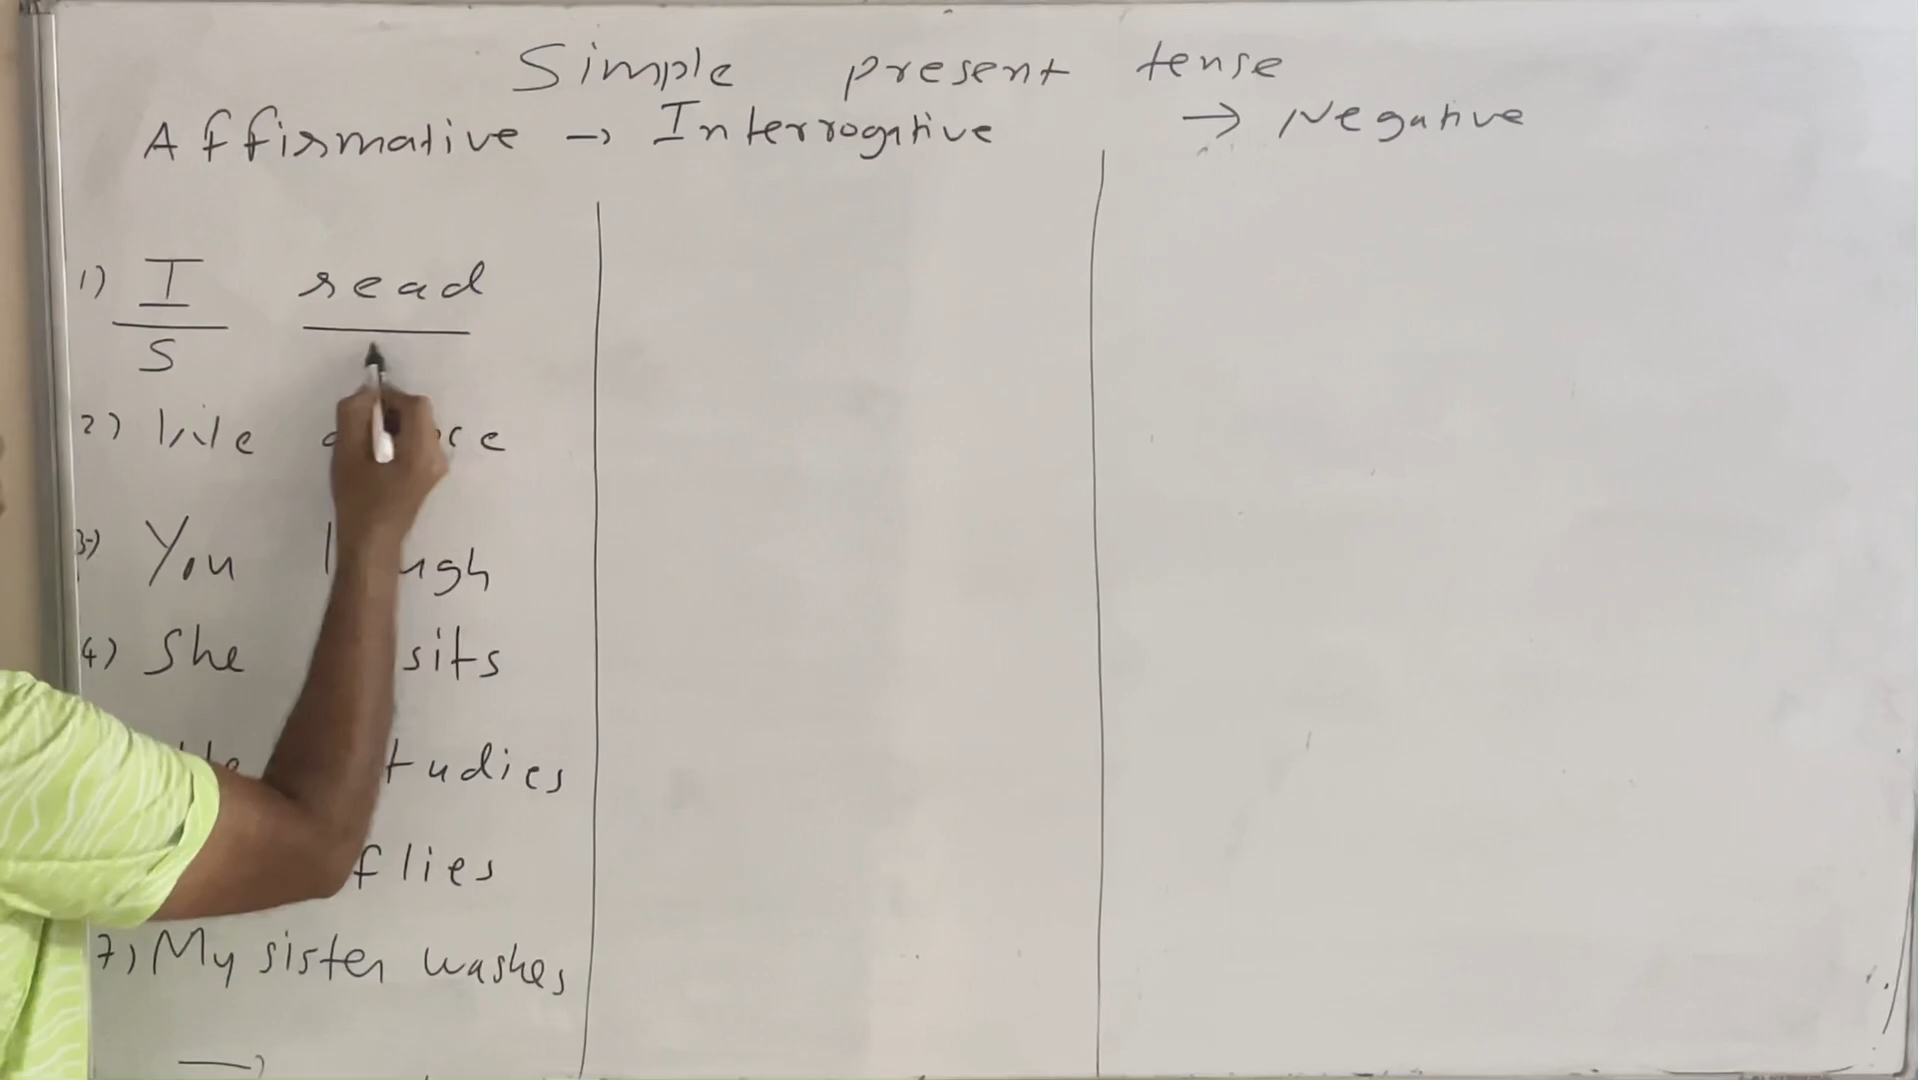 Simple present tense
Affirmative → Interrogative → Negative
1) I read
S
2) We
3) You
4) She sits
studies
flies
7) My sister washes